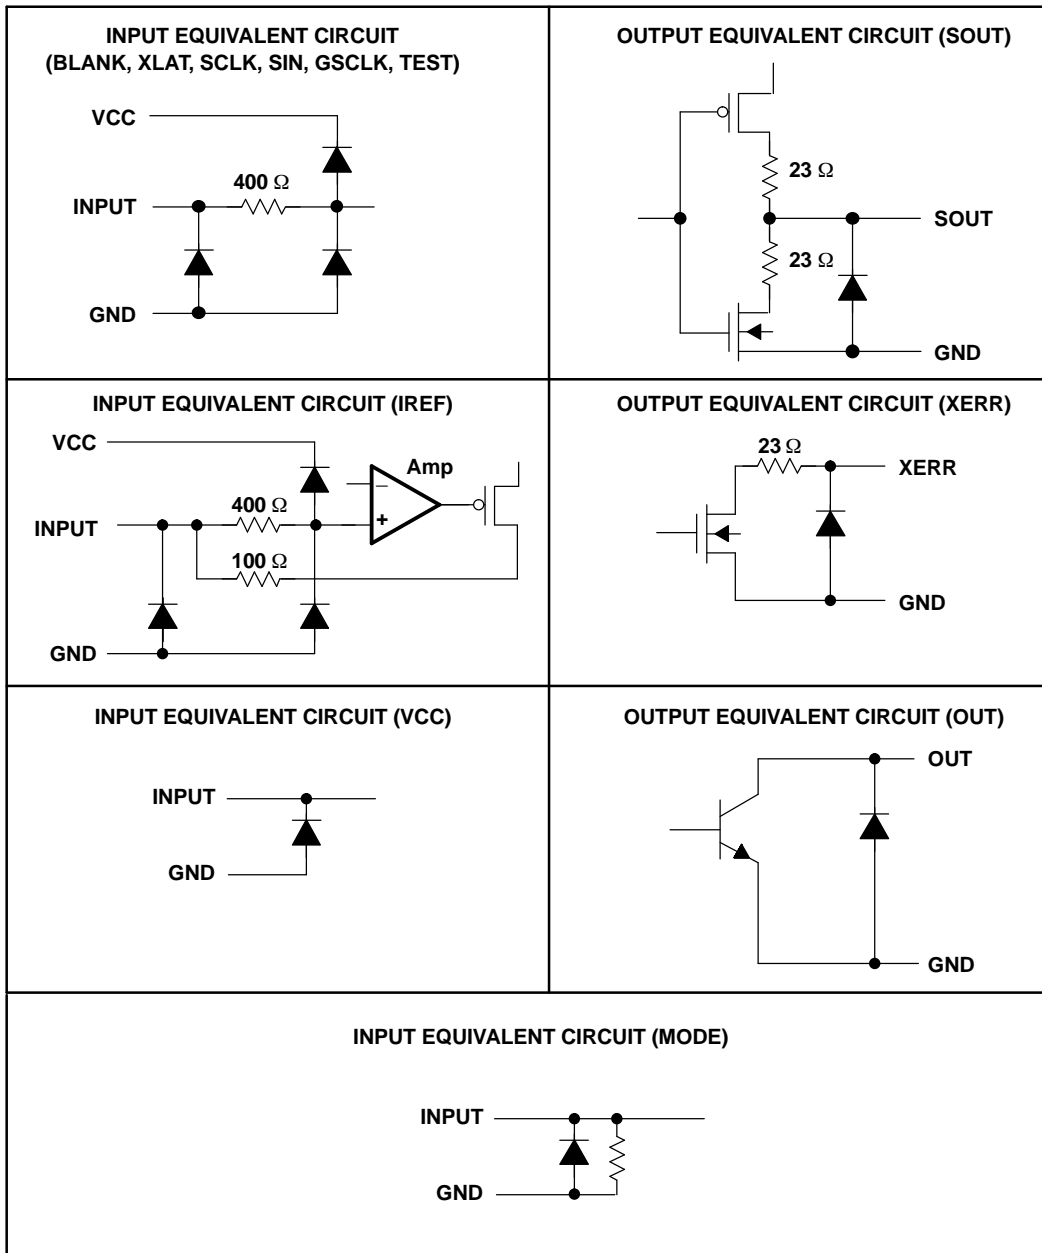 INPUT EQUIVALENT CIRCUIT
(BLANK, XLAT, SCLK, SIN, GSCLK, TEST)
VCC
400 Ω
INPUT
GND
OUTPUT EQUIVALENT CIRCUIT (SOUT)
23 Ω
SOUT
23 Ω
GND
INPUT EQUIVALENT CIRCUIT (IREF)
VCC
Amp
400 Ω
INPUT
100 Ω
GND
−
+
OUTPUT EQUIVALENT CIRCUIT (XERR)
23 Ω
XERR
GND
INPUT EQUIVALENT CIRCUIT (VCC)
INPUT
GND
OUTPUT EQUIVALENT CIRCUIT (OUT)
OUT
GND
INPUT EQUIVALENT CIRCUIT (MODE)
INPUT
GND